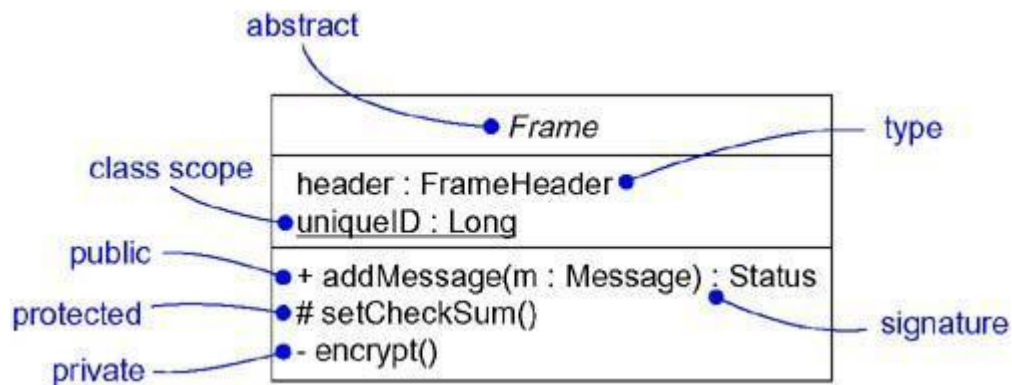 abstract
Frame
type
class scope
header : FrameHeader
uniqueID : Long
public
+ addMessage(m : Message) : Status
protected
# setCheckSum()
signature
private
- encrypt()